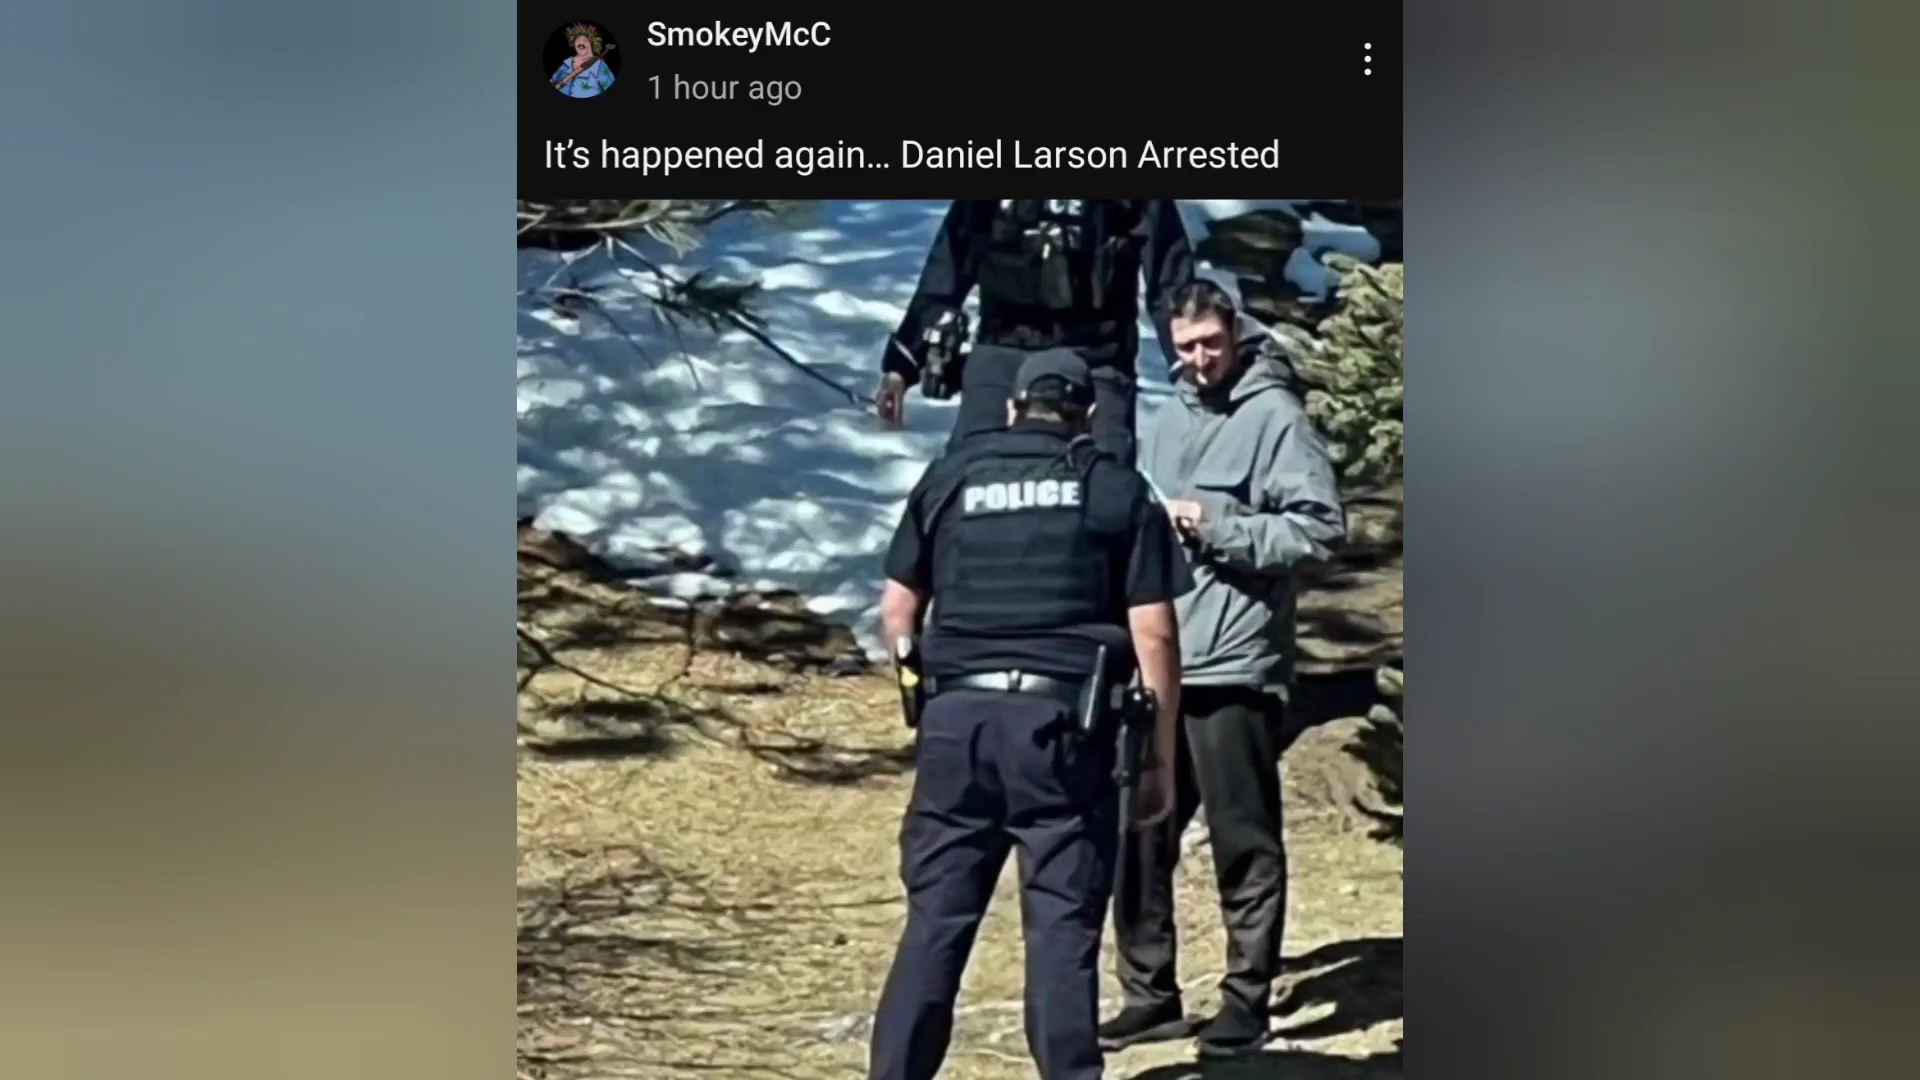 SmokeyMcC
1 hour ago
It's happened again... Daniel Larson Arrested
POLICE